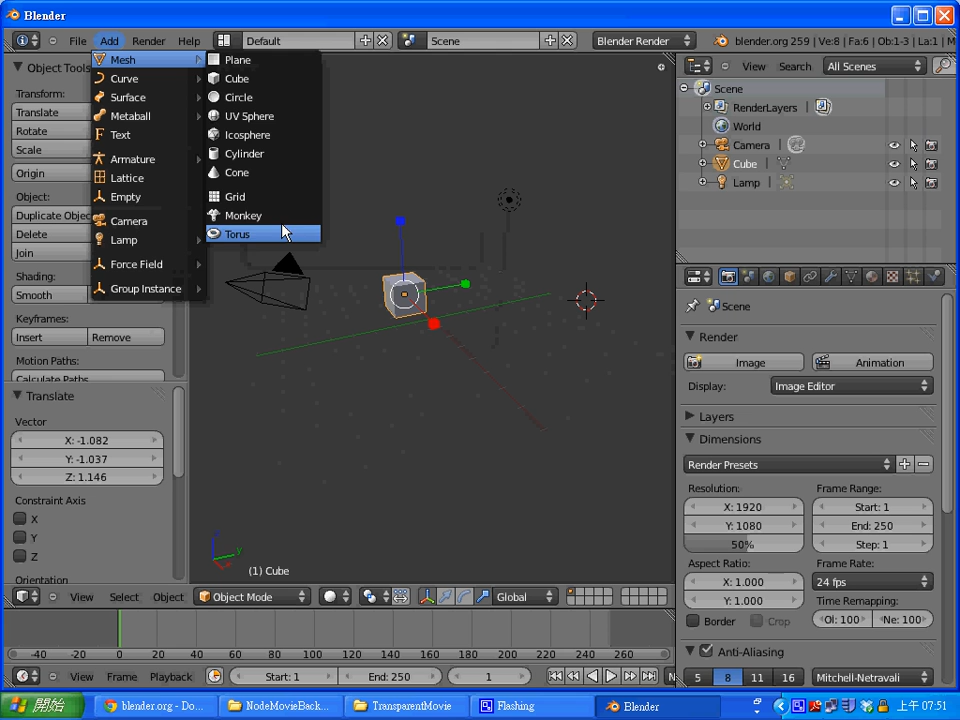 Blender
File Add Render Help Default Scene Blender Render blender.org 259 | Ve:8 | Fa:6 | Ob:1-3 | La:1 | M
Object Tools
Transform:
Translate
Rotate
Scale
Origin
Object:
Duplicate Objec
Delete
Join
Shading:
Smooth
Keyframes:
Insert Remove
Motion Paths:
Calculate Paths
Mesh
Curve
Surface
Metaball
Text
Armature
Lattice
Empty
Camera
Lamp
Force Field
Group Instance
Plane
Cube
Circle
UV Sphere
Icosphere
Cylinder
Cone
Grid
Monkey
Torus
View Search All Scenes
Scene
RenderLayers
World
Camera
Cube
Lamp
Translate
Vector
X: -1.082
Y: -1.037
Z: 1.146
Constraint Axis
X
Y
Z
Orientation
(1) Cube
View Select Object Object Mode Global
Scene
Render
Image Animation
Display: Image Editor
Layers
Dimensions
Render Presets
Resolution: Frame Range:
X: 1920 Start: 1
Y: 1080 End: 250
50% Step: 1
Aspect Ratio: Frame Rate:
X: 1.000 24 fps
Y: 1.000 Time Remapping:
Border Crop Ol: 100 Ne: 100
Anti-Aliasing
5 8 11 16 Mitchell-Netravali
-40 -20 0 20 40 60 80 100 120 140 160 180 200 220 240 260
View Frame Playback Start: 1 End: 250 1 N
開始 blender.org - Do... NodeMovieBack... TransparentMovie Flashing Blender 上午 07:51